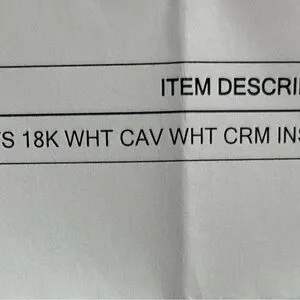 ITEM DESCRI
S 18K WHT CAV WHT CRM INS